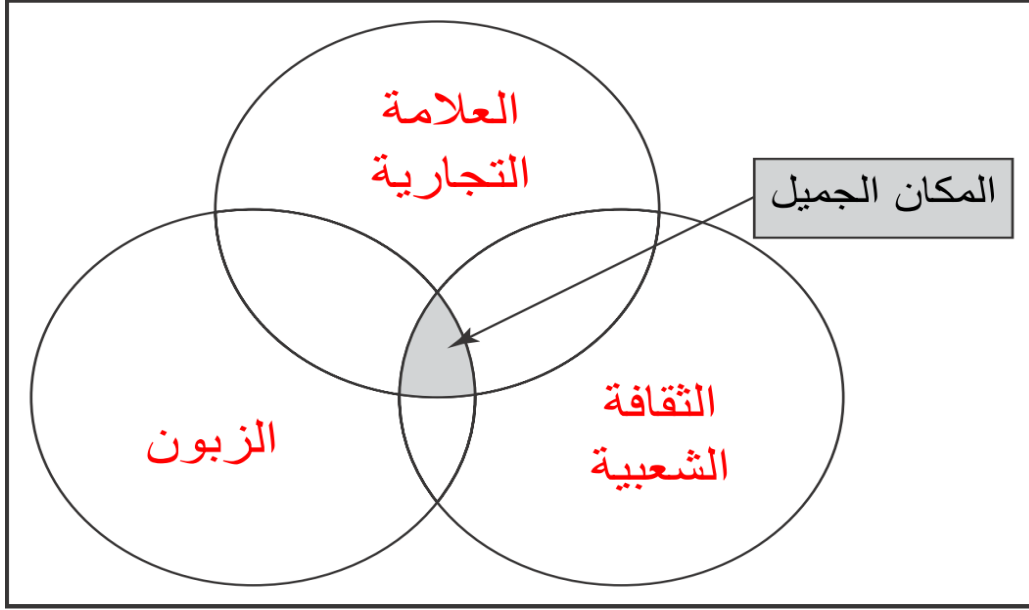 العلامة
التجارية
المكان الجميل
الثقافة
الشعبية
الزبون